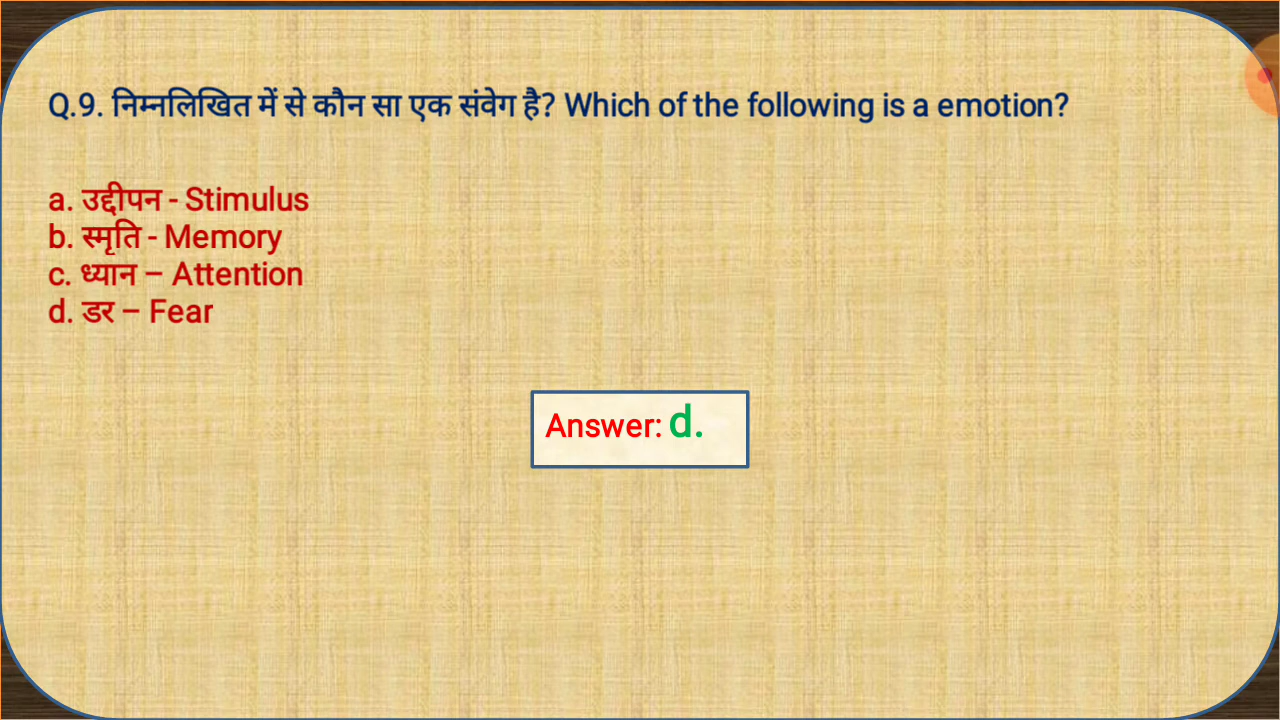 Q.9. निम्नलिखित में से कौन सा एक संवेग है? Which of the following is a emotion?
a. उद्दीपन - Stimulus
b. स्मृति - Memory
c. ध्यान – Attention
d. डर – Fear
Answer: d.